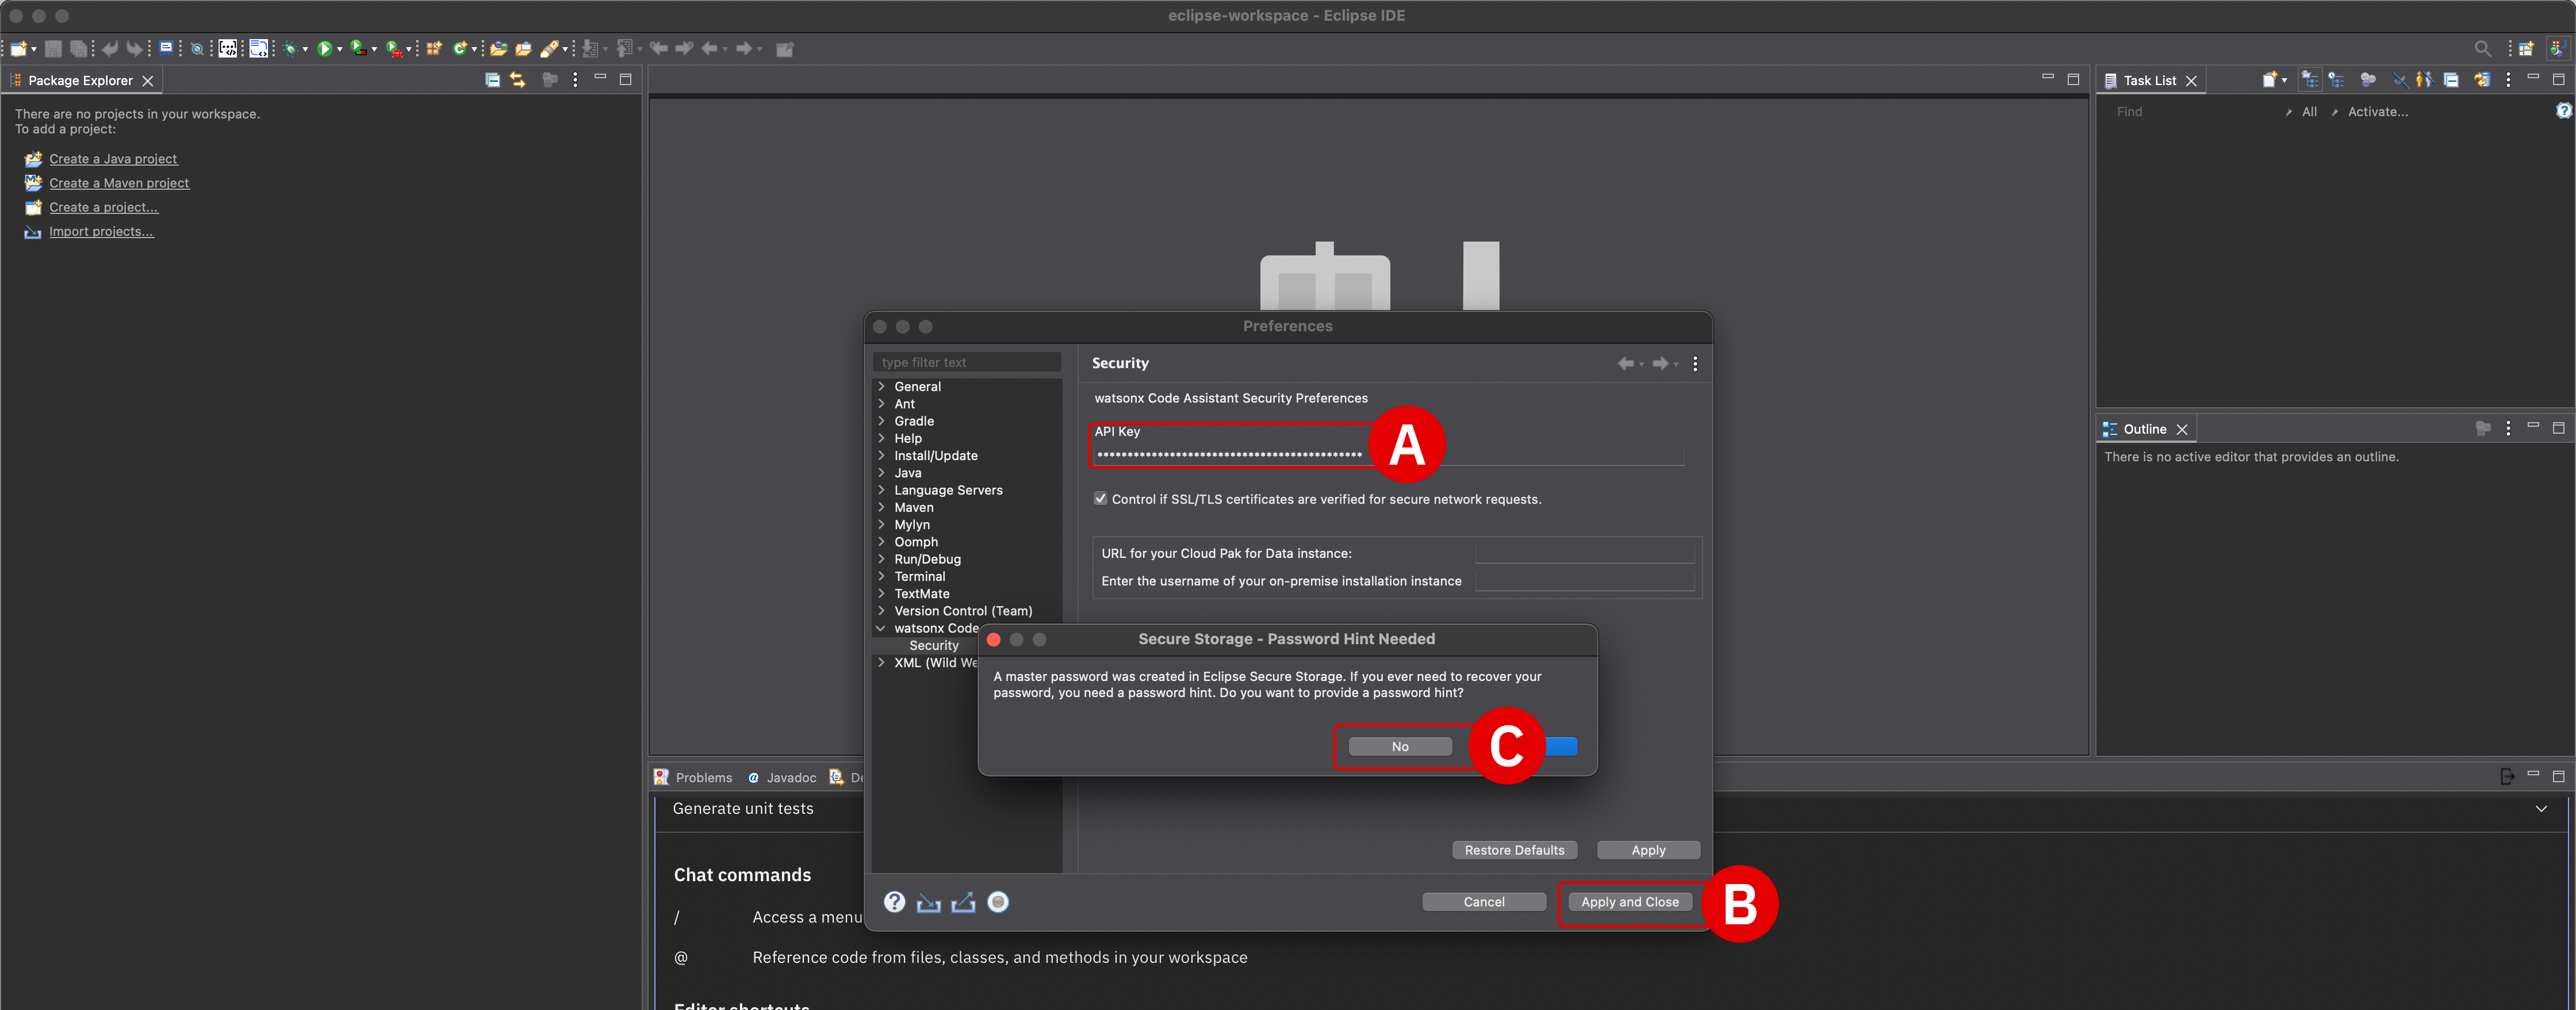 eclipse-workspace - Eclipse IDE
Package Explorer
There are no projects in your workspace.
To add a project:
Create a Java project
Create a Maven project
Create a project...
Import projects...
Task List
Find
All
Activate...
Outline
There is no active editor that provides an outline.
Preferences
type filter text
General
Ant
Gradle
Help
Install/Update
Java
Language Servers
Maven
Mylyn
Oomph
Run/Debug
Terminal
TextMate
Version Control (Team)
watsonx Code
Security
XML (Wild We
Security
watsonx Code Assistant Security Preferences
API Key
A
Control if SSL/TLS certificates are verified for secure network requests.
URL for your Cloud Pak for Data instance:
Enter the username of your on-premise installation instance
Secure Storage - Password Hint Needed
A master password was created in Eclipse Secure Storage. If you ever need to recover your
password, you need a password hint. Do you want to provide a password hint?
No
C
Restore Defaults
Apply
Cancel
Apply and Close
B
Problems
Javadoc
De
Generate unit tests
Chat commands
/ Access a menu
@ Reference code from files, classes, and methods in your workspace
Editor shortcuts